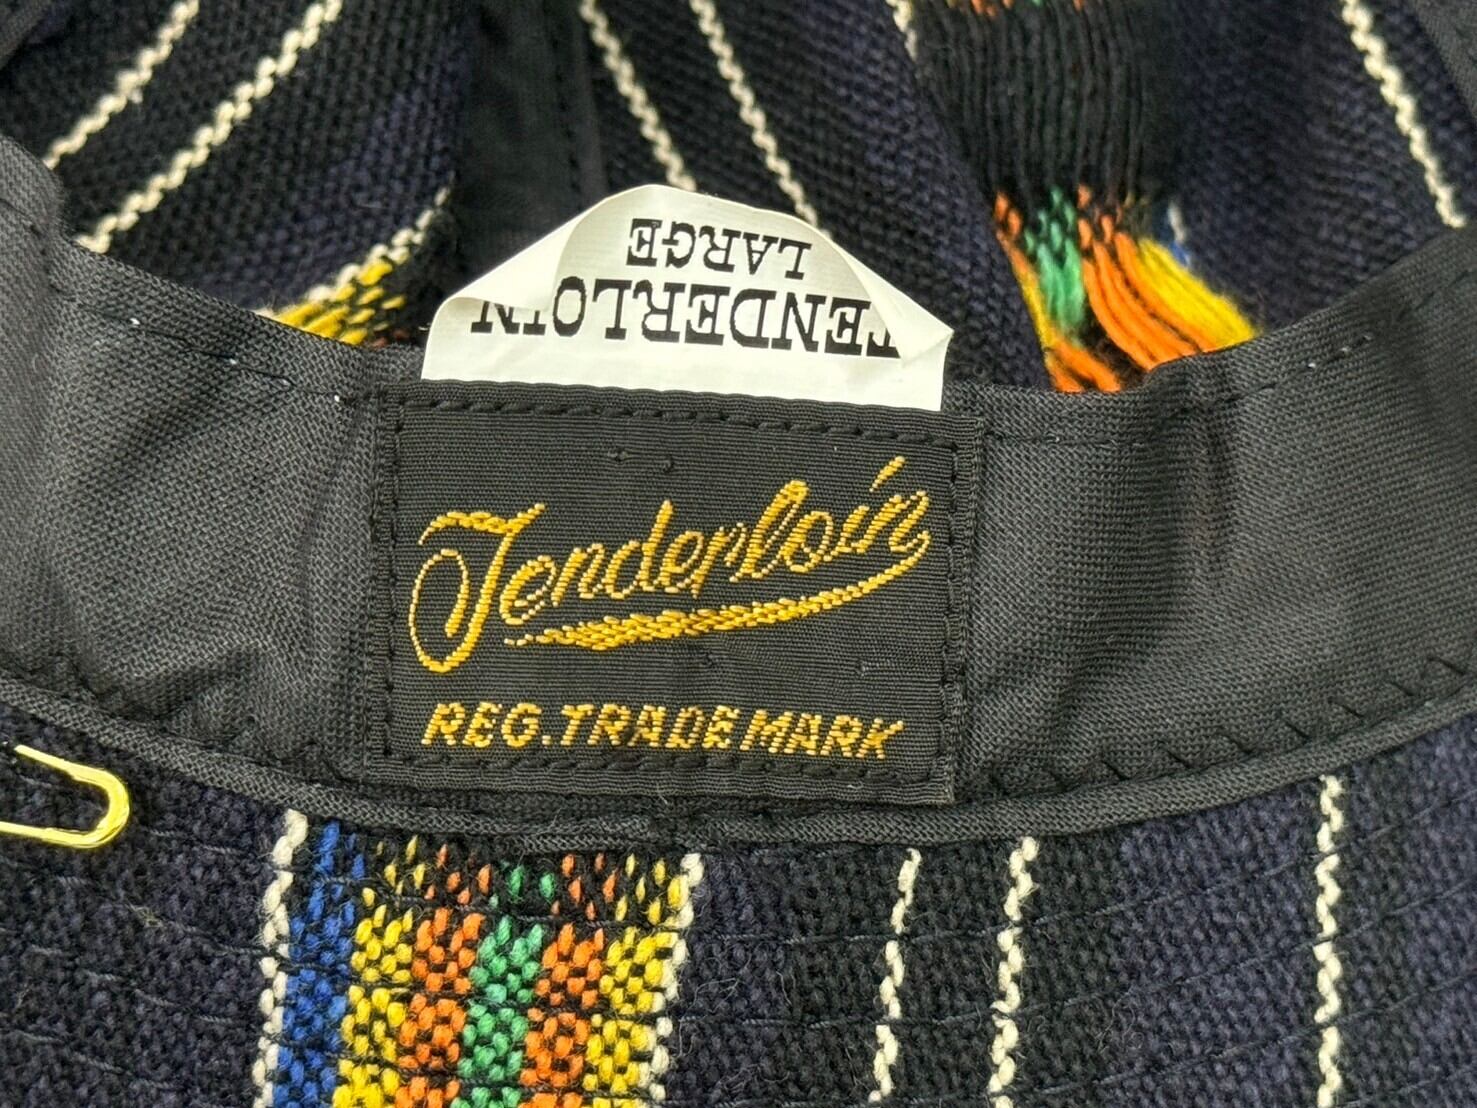 TENDERLOIN
LARGE
Tenderloin
REG. TRADE MARK